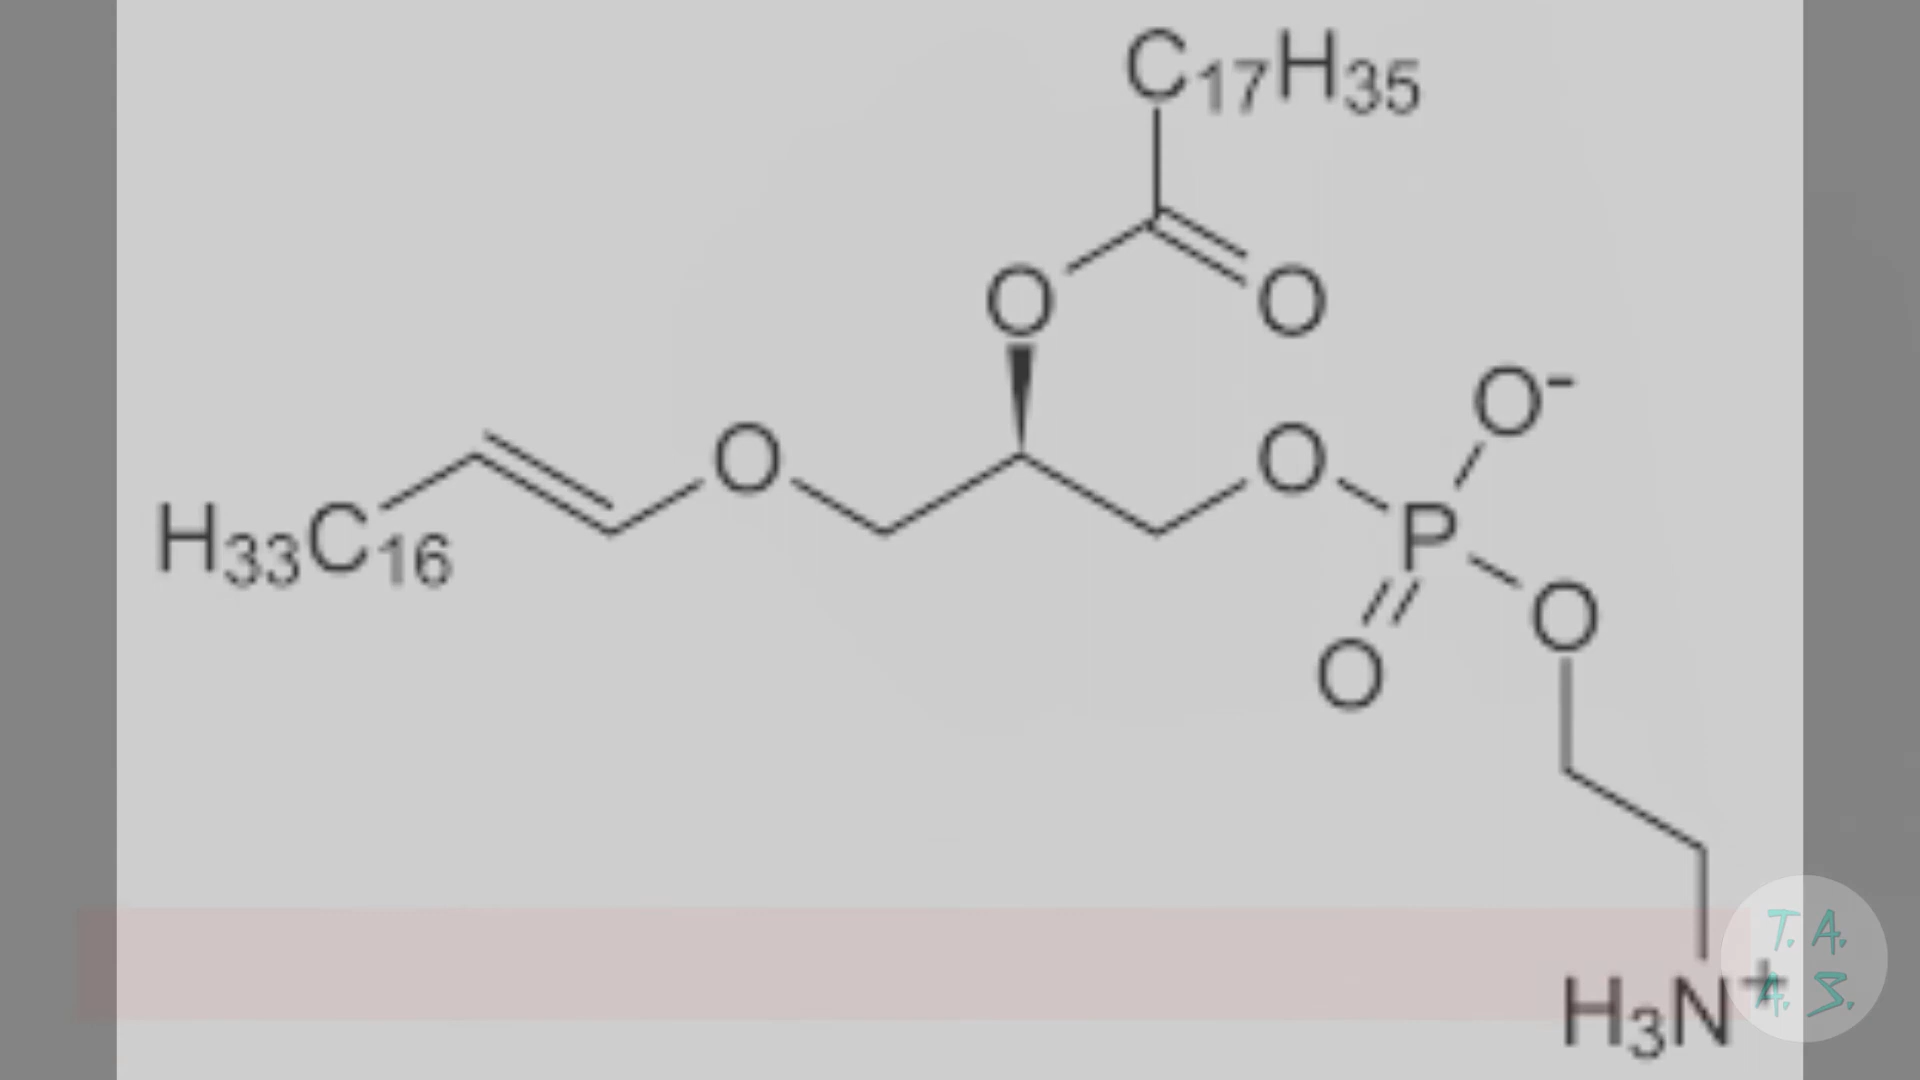 C₁₇H₃₅
O
O
O⁻
H₃₃C₁₆
O
O
P
O
O
H₃N⁺
T. A.
A. S.